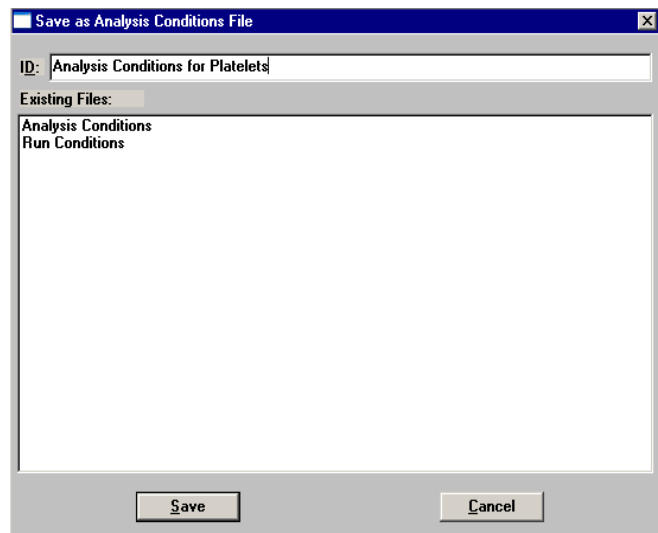 Save as Analysis Conditions File
ID: Analysis Conditions for Platelets
Existing Files:
Analysis Conditions
Run Conditions
Save Cancel